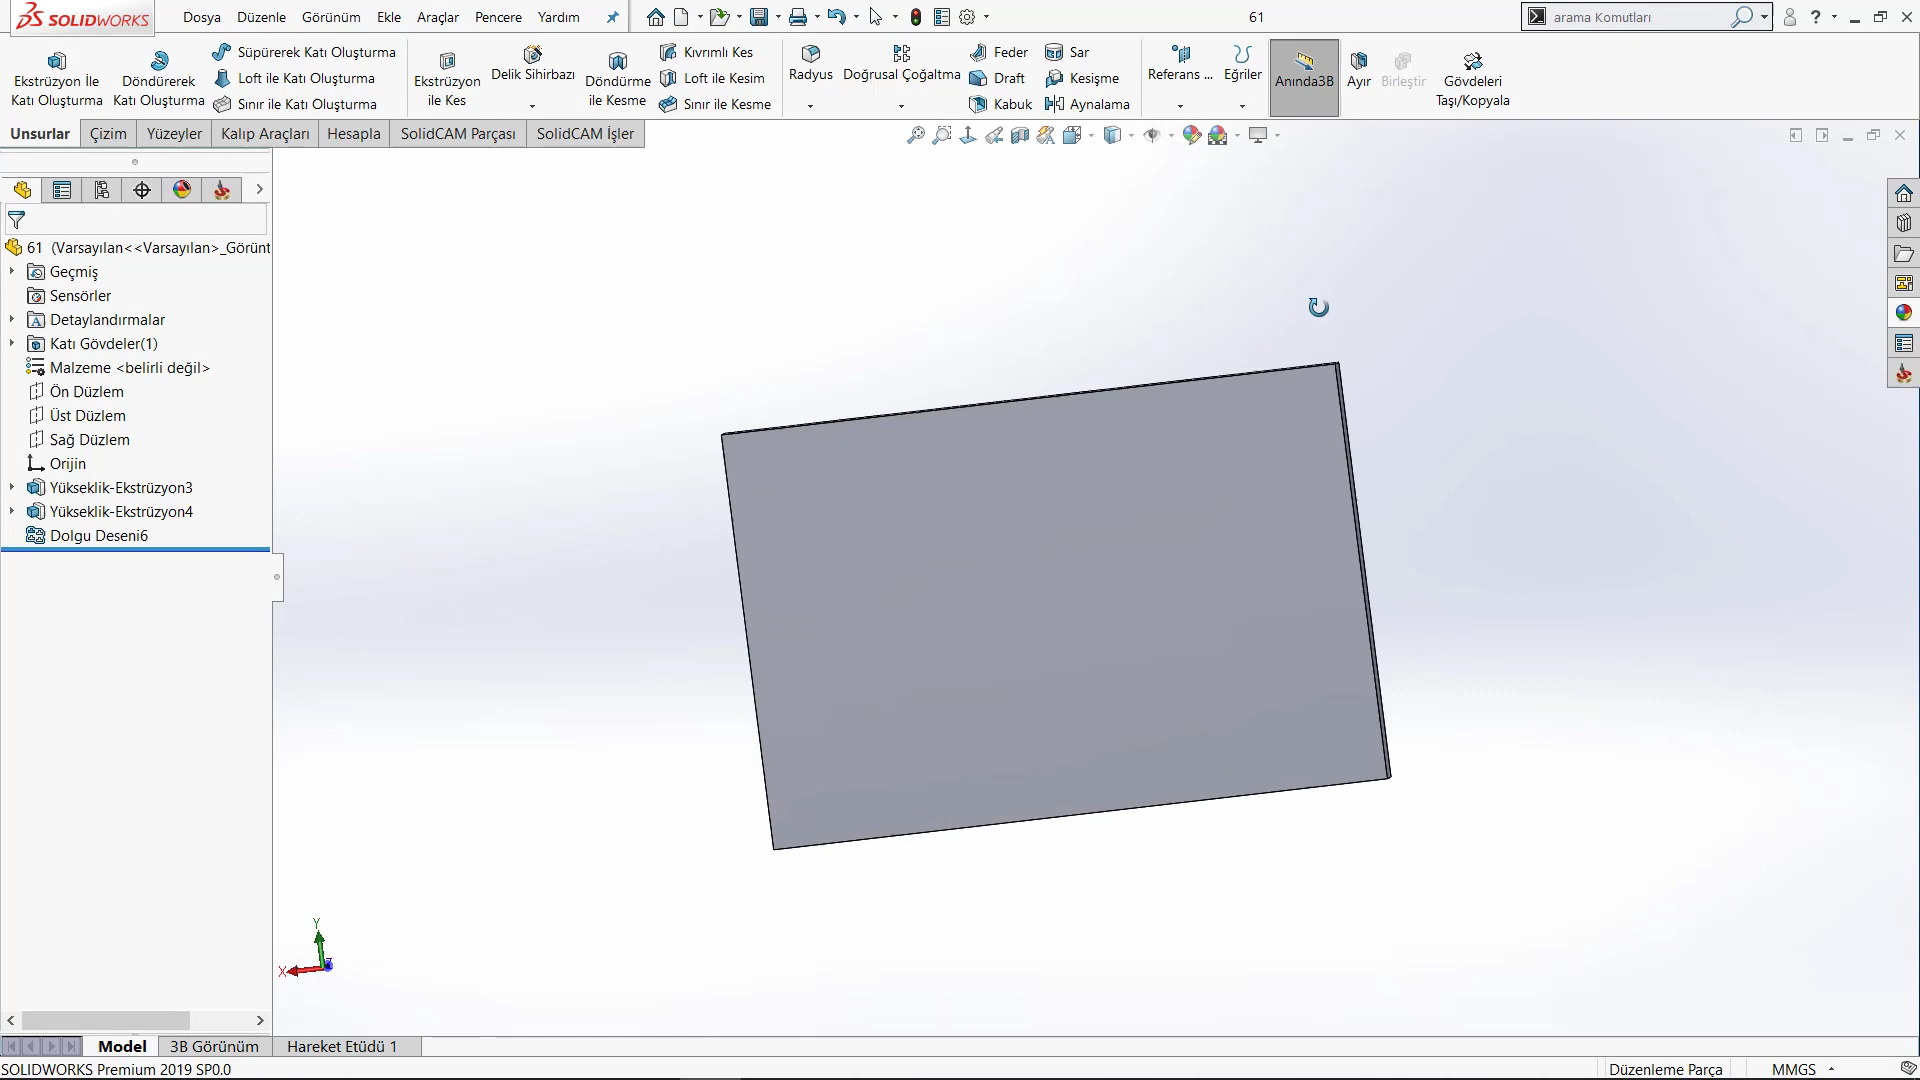 SOLIDWORKS Dosya Düzenle Görünüm Ekle Araçlar Pencere Yardım 61 arama Komutları ?
Ekstrüzyon İle Katı Oluşturma
Döndürerek Katı Oluşturma
Süpürerek Katı Oluşturma
Loft ile Katı Oluşturma
Sınır ile Katı Oluşturma
Ekstrüzyon ile Kes
Delik Sihirbazı
Döndürme ile Kesme
Kıvrımlı Kes
Loft ile Kesim
Sınır ile Kesme
Radyus
Doğrusal Çoğaltma
Feder
Draft
Kabuk
Sar
Kesişme
Aynalama
Referans ...
Eğriler
Anında3B
Ayır
Birleştir
Gövdeleri Taşı/Kopyala
Unsurlar Çizim Yüzeyler Kalıp Araçları Hesapla SolidCAM Parçası SolidCAM İşler
61 (Varsayılan<<Varsayılan>_Görünt
Geçmiş
Sensörler
A Detaylandırmalar
Katı Gövdeler(1)
Malzeme <belirli değil>
Ön Düzlem
Üst Düzlem
Sağ Düzlem
Orijin
Yükseklik-Ekstrüzyon3
Yükseklik-Ekstrüzyon4
Dolgu Deseni6
Y
X
Z
Model 3B Görünüm Hareket Etüdü 1
SOLIDWORKS Premium 2019 SP0.0 Düzenleme Parça MMGS